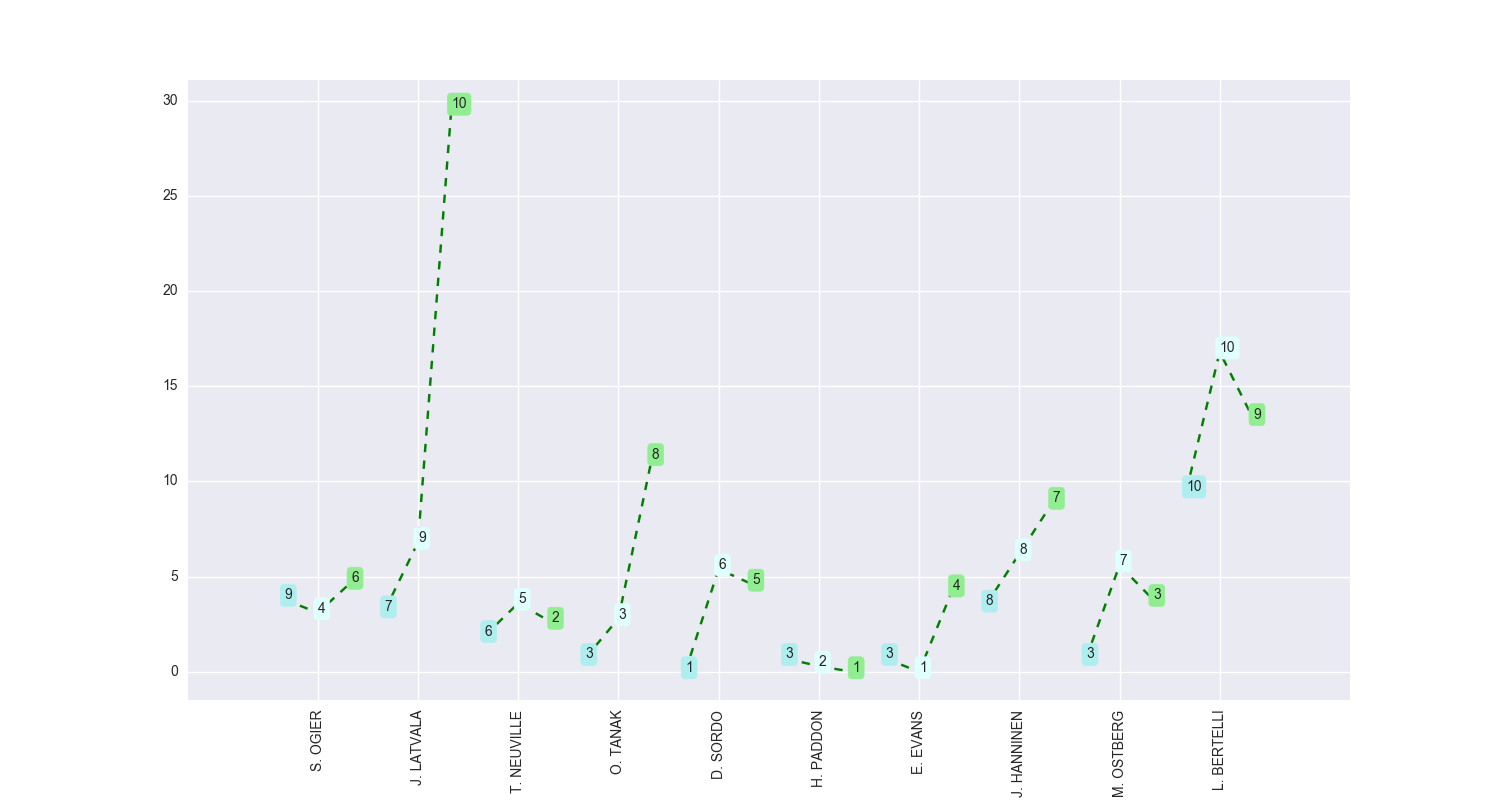 30
25
20
15
10
5
0
9 4 6
7 9 10
6 5 2
3 3 8
1 6 5
3 2 1
3 1 4
8 8 7
3 7 3
10 10 9
S. OGIER
J. LATVALA
T. NEUVILLE
O. TANAK
D. SORDO
H. PADDON
E. EVANS
J. HANNINEN
M. OSTBERG
L. BERTELLI